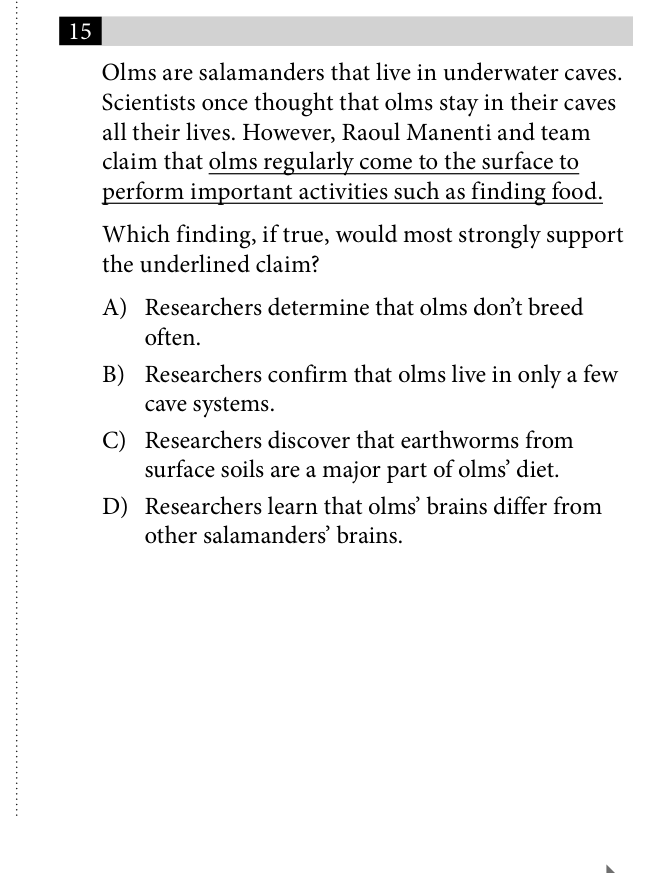 15
Olms are salamanders that live in underwater caves.
Scientists once thought that olms stay in their caves
all their lives. However, Raoul Manenti and team
claim that olms regularly come to the surface to
perform important activities such as finding food.
Which finding, if true, would most strongly support
the underlined claim?
A) Researchers determine that olms don’t breed
often.
B) Researchers confirm that olms live in only a few
cave systems.
C) Researchers discover that earthworms from
surface soils are a major part of olms’ diet.
D) Researchers learn that olms’ brains differ from
other salamanders’ brains.